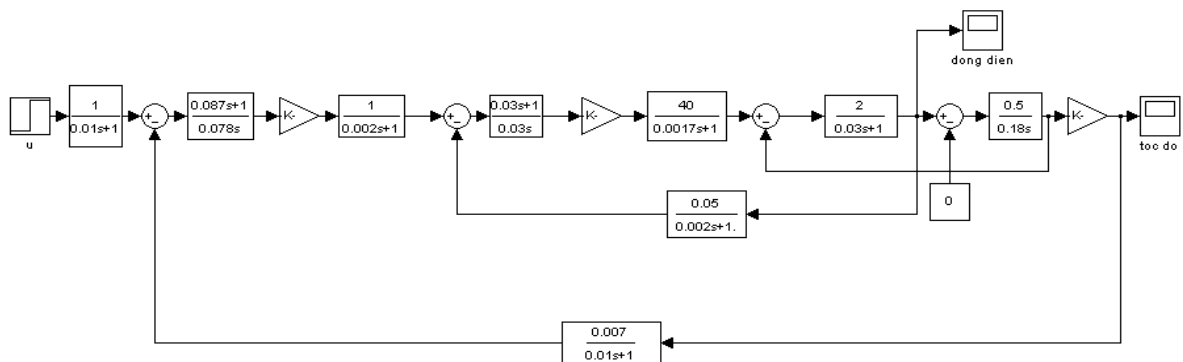 dong dien
1
0.01s+1
0.087s+1
0.078s
K-
1
0.002s+1
0.03s+1
0.03s
K-
40
0.0017s+1
2
0.03s+1
0.5
0.18s
K-
u
toc do
0.05
0.002s+1.
0
0.007
0.01s+1